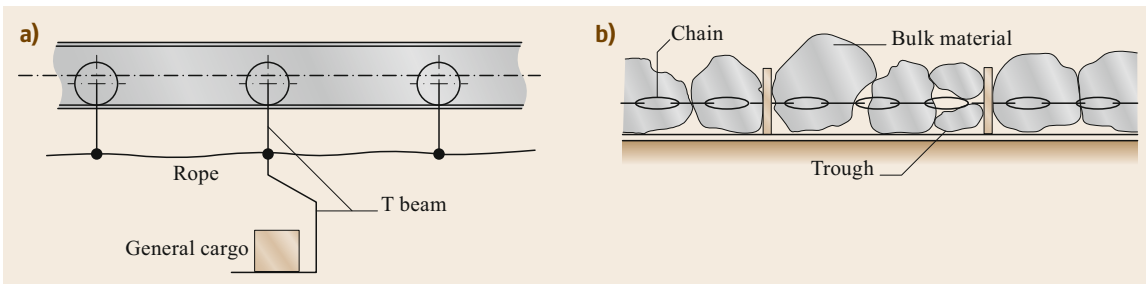 a)
Rope
T beam
General cargo
b)
Chain
Bulk material
Trough